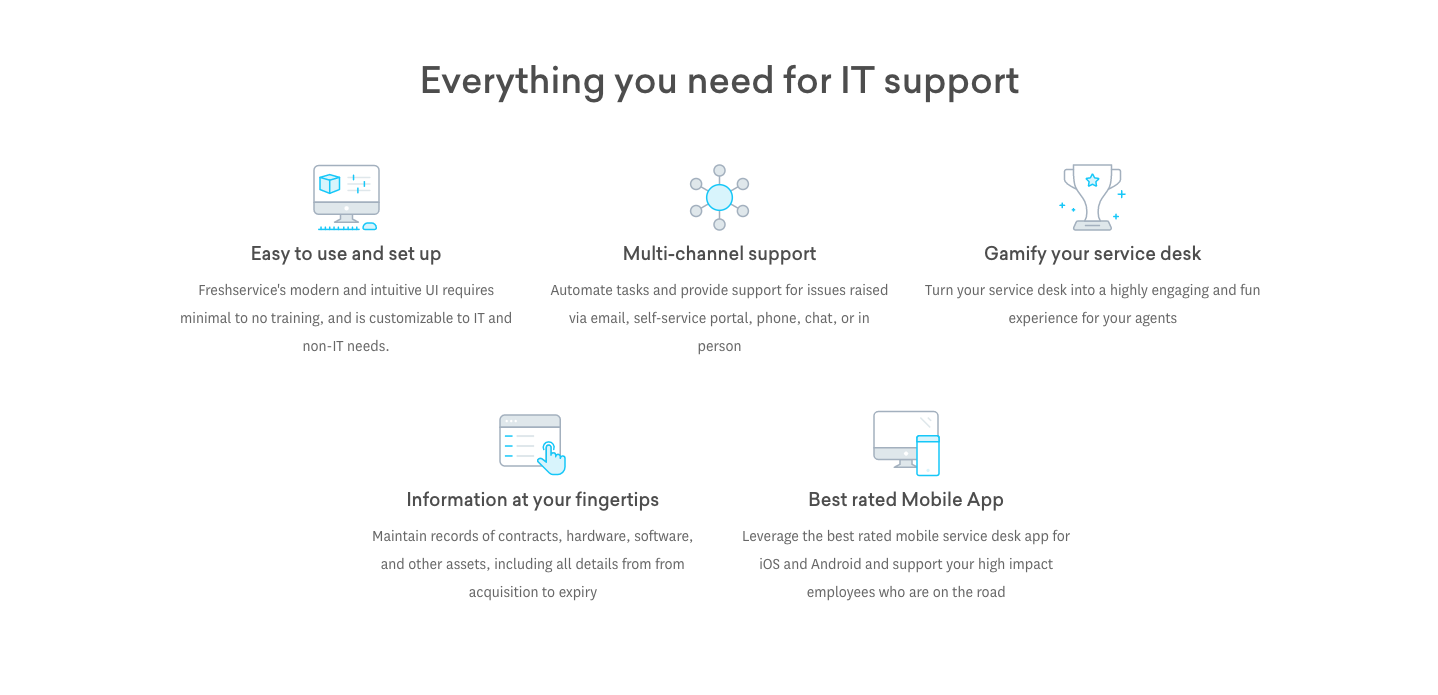 Everything you need for IT support
Easy to use and set up
Freshservice's modern and intuitive UI requires
minimal to no training, and is customizable to IT and
non-IT needs.
Multi-channel support
Automate tasks and provide support for issues raised
via email, self-service portal, phone, chat, or in
person
Gamify your service desk
Turn your service desk into a highly engaging and fun
experience for your agents
Information at your fingertips
Maintain records of contracts, hardware, software,
and other assets, including all details from from
acquisition to expiry
Best rated Mobile App
Leverage the best rated mobile service desk app for
iOS and Android and support your high impact
employees who are on the road